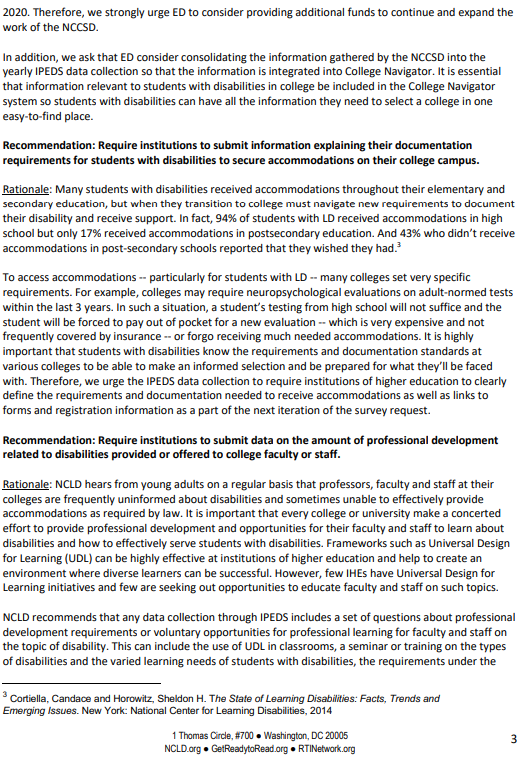 2020. Therefore, we strongly urge ED to consider providing additional funds to continue and expand the
work of the NCCSD.
In addition, we ask that ED consider consolidating the information gathered by the NCCSD into the
yearly IPEDS data collection so that the information is integrated into College Navigator. It is essential
that information relevant to students with disabilities in college be included in the College Navigator
system so students with disabilities can have all the information they need to select a college in one
easy-to-find place.
Recommendation: Require institutions to submit information explaining their documentation
requirements for students with disabilities to secure accommodations on their college campus.
Rationale: Many students with disabilities received accommodations throughout their elementary and
secondary education, but when they transition to college must navigate new requirements to document
their disability and receive support. In fact, 94% of students with LD received accommodations in high
school but only 17% received accommodations in postsecondary education. And 43% who didn't receive
accommodations in post-secondary schools reported that they wished they had.3
To access accommodations -- particularly for students with LD -- many colleges set very specific
requirements. For example, colleges may require neuropsychological evaluations on adult-normed tests
within the last 3 years. In such a situation, a student's testing from high school will not suffice and the
student will be forced to pay out of pocket for a new evaluation -- which is very expensive and not
frequently covered by insurance -- or forgo receiving much needed accommodations. It is highly
important that students with disabilities know the requirements and documentation standards at
various colleges to be able to make an informed selection and be prepared for what they'll be faced
with. Therefore, we urge the IPEDS data collection to require institutions of higher education to clearly
define the requirements and documentation needed to receive accommodations as well as links to
forms and registration information as a part of the next iteration of the survey request.
Recommendation: Require institutions to submit data on the amount of professional development
related to disabilities provided or offered to college faculty or staff.
Rationale: NCLD hears from young adults on a regular basis that professors, faculty and staff at their
colleges are frequently uninformed about disabilities and sometimes unable to effectively provide
accommodations as required by law. It is important that every college or university make a concerted
effort to provide professional development and opportunities for their faculty and staff to learn about
disabilities and how to effectively serve students with disabilities. Frameworks such as Universal Design
for Learning (UDL) can be highly effective at institutions of higher education and help to create an
environment where diverse learners can be successful. However, few IHEs have Universal Design for
Learning initiatives and few are seeking out opportunities to educate faculty and staff on such topics.
NCLD recommends that any data collection through IPEDS includes a set of questions about professional
development requirements or voluntary opportunities for professional learning for faculty and staff on
the topic of disability. This can include the use of UDL in classrooms, a seminar or training on the types
of disabilities and the varied learning needs of students with disabilities, the requirements under the
3 Cortiella, Candace and Horowitz, Sheldon H. The State of Learning Disabilities: Facts, Trends and
Emerging Issues. New York: National Center for Learning Disabilities, 2014
1 Thomas Circle, #700 ● Washington, DC 20005
NCLD.org ● GetReadytoRead.org ● RTINetwork.org
3